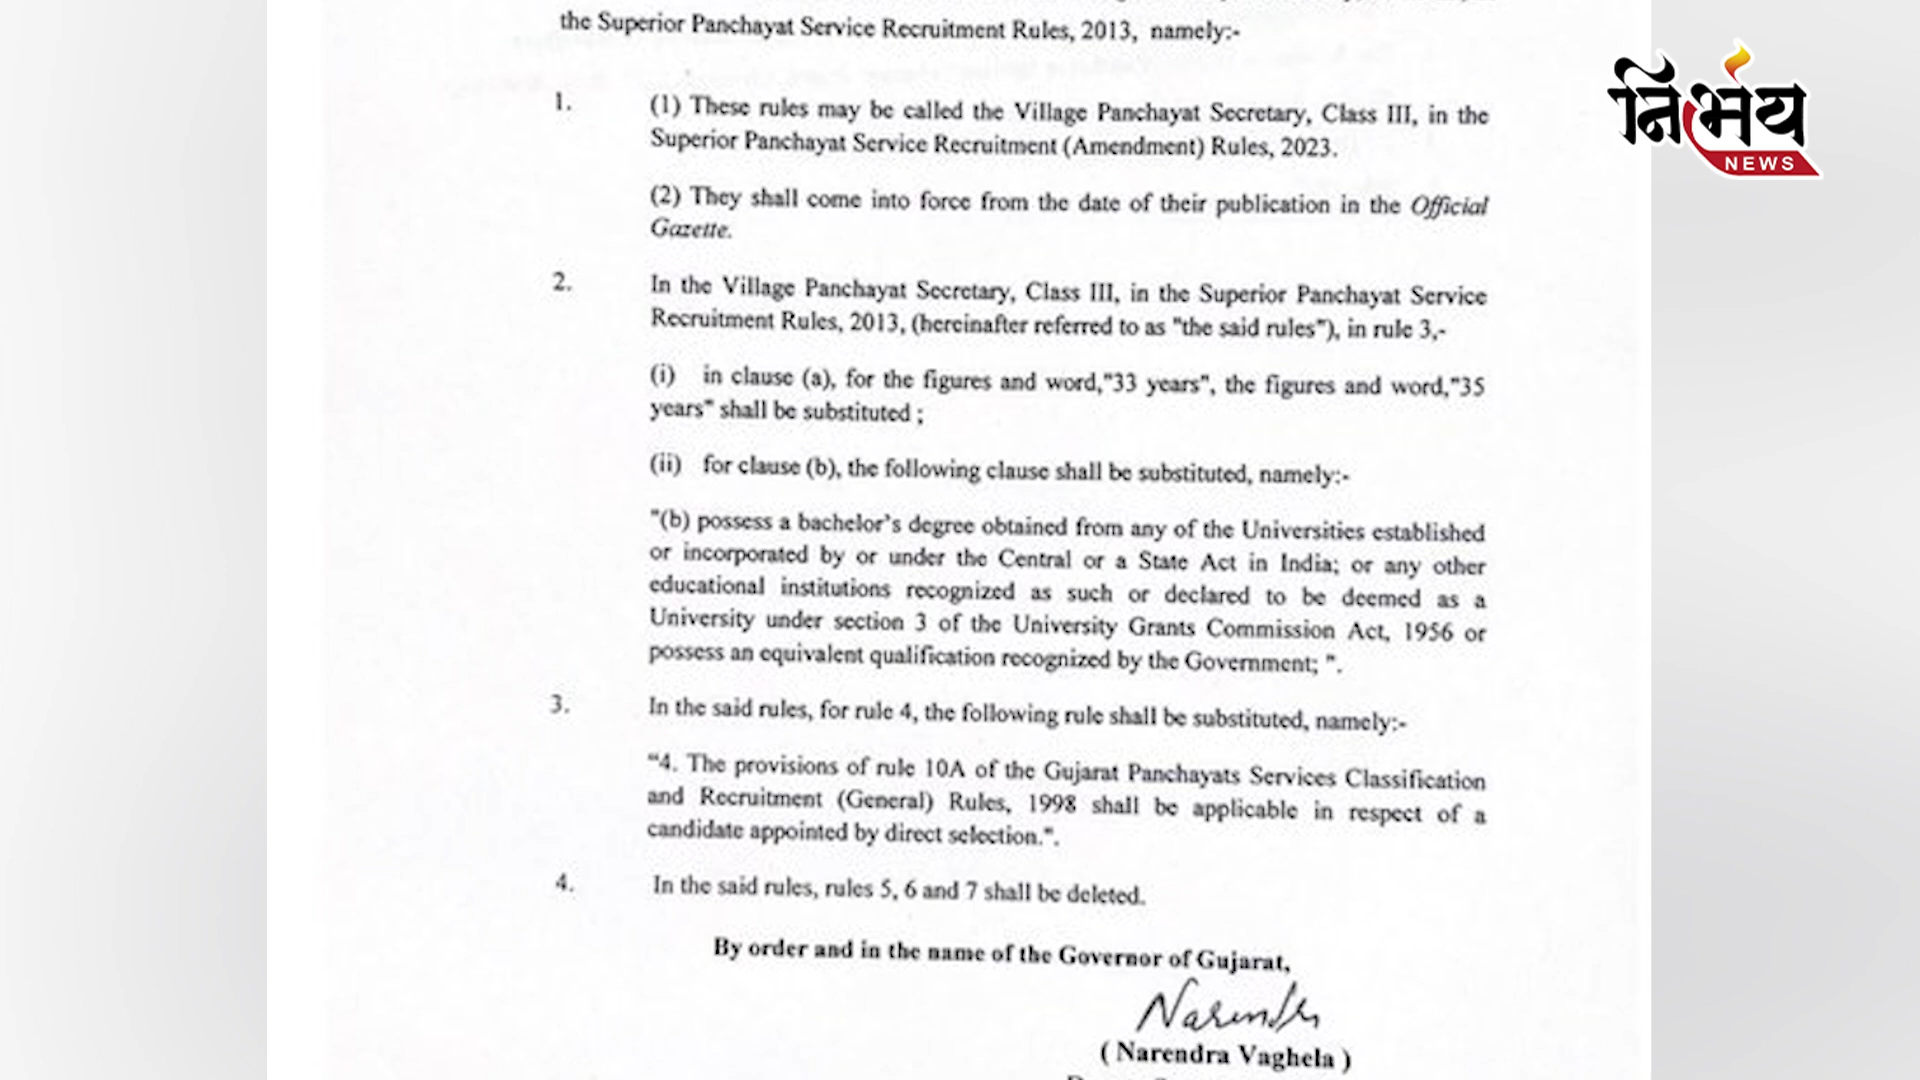 the Superior Panchayat Service Recruitment Rules, 2013, namely:-
निर्भय
NEWS
1. (1) These rules may be called the Village Panchayat Secretary, Class III, in the
Superior Panchayat Service Recruitment (Amendment) Rules, 2023.
(2) They shall come into force from the date of their publication in the Official
Gazette.
2. In the Village Panchayat Secretary, Class III, in the Superior Panchayat Service
Recruitment Rules, 2013, (hereinafter referred to as "the said rules"), in rule 3,-
(i) in clause (a), for the figures and word,"33 years", the figures and word,"35
years" shall be substituted ;
(ii) for clause (b), the following clause shall be substituted, namely:-
"(b) possess a bachelor's degree obtained from any of the Universities established
or incorporated by or under the Central or a State Act in India; or any other
educational institutions recognized as such or declared to be deemed as a
University under section 3 of the University Grants Commission Act, 1956 or
possess an equivalent qualification recognized by the Government; ".
3. In the said rules, for rule 4, the following rule shall be substituted, namely:-
"4. The provisions of rule 10A of the Gujarat Panchayats Services Classification
and Recruitment (General) Rules, 1998 shall be applicable in respect of a
candidate appointed by direct selection.".
4. In the said rules, rules 5, 6 and 7 shall be deleted.
By order and in the name of the Governor of Gujarat,
( Narendra Vaghela )